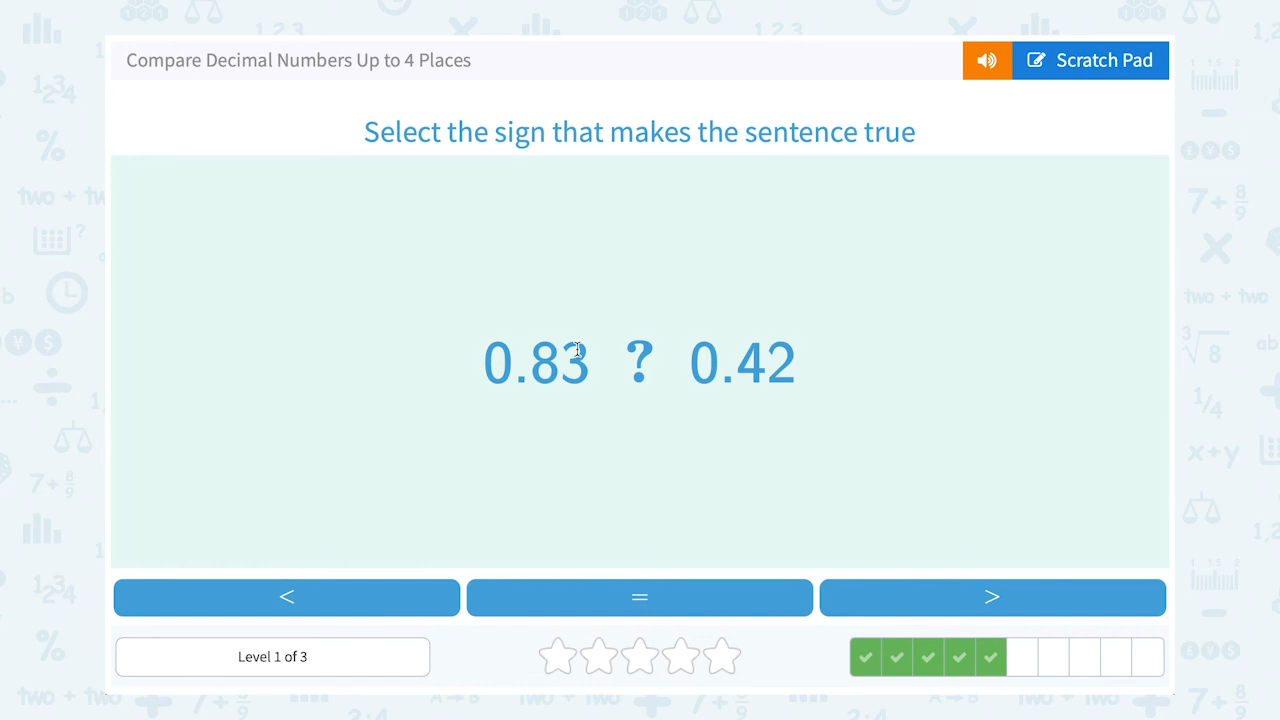 Compare Decimal Numbers Up to 4 Places
Scratch Pad
Select the sign that makes the sentence true
0.83 ? 0.42
< = >
Level 1 of 3